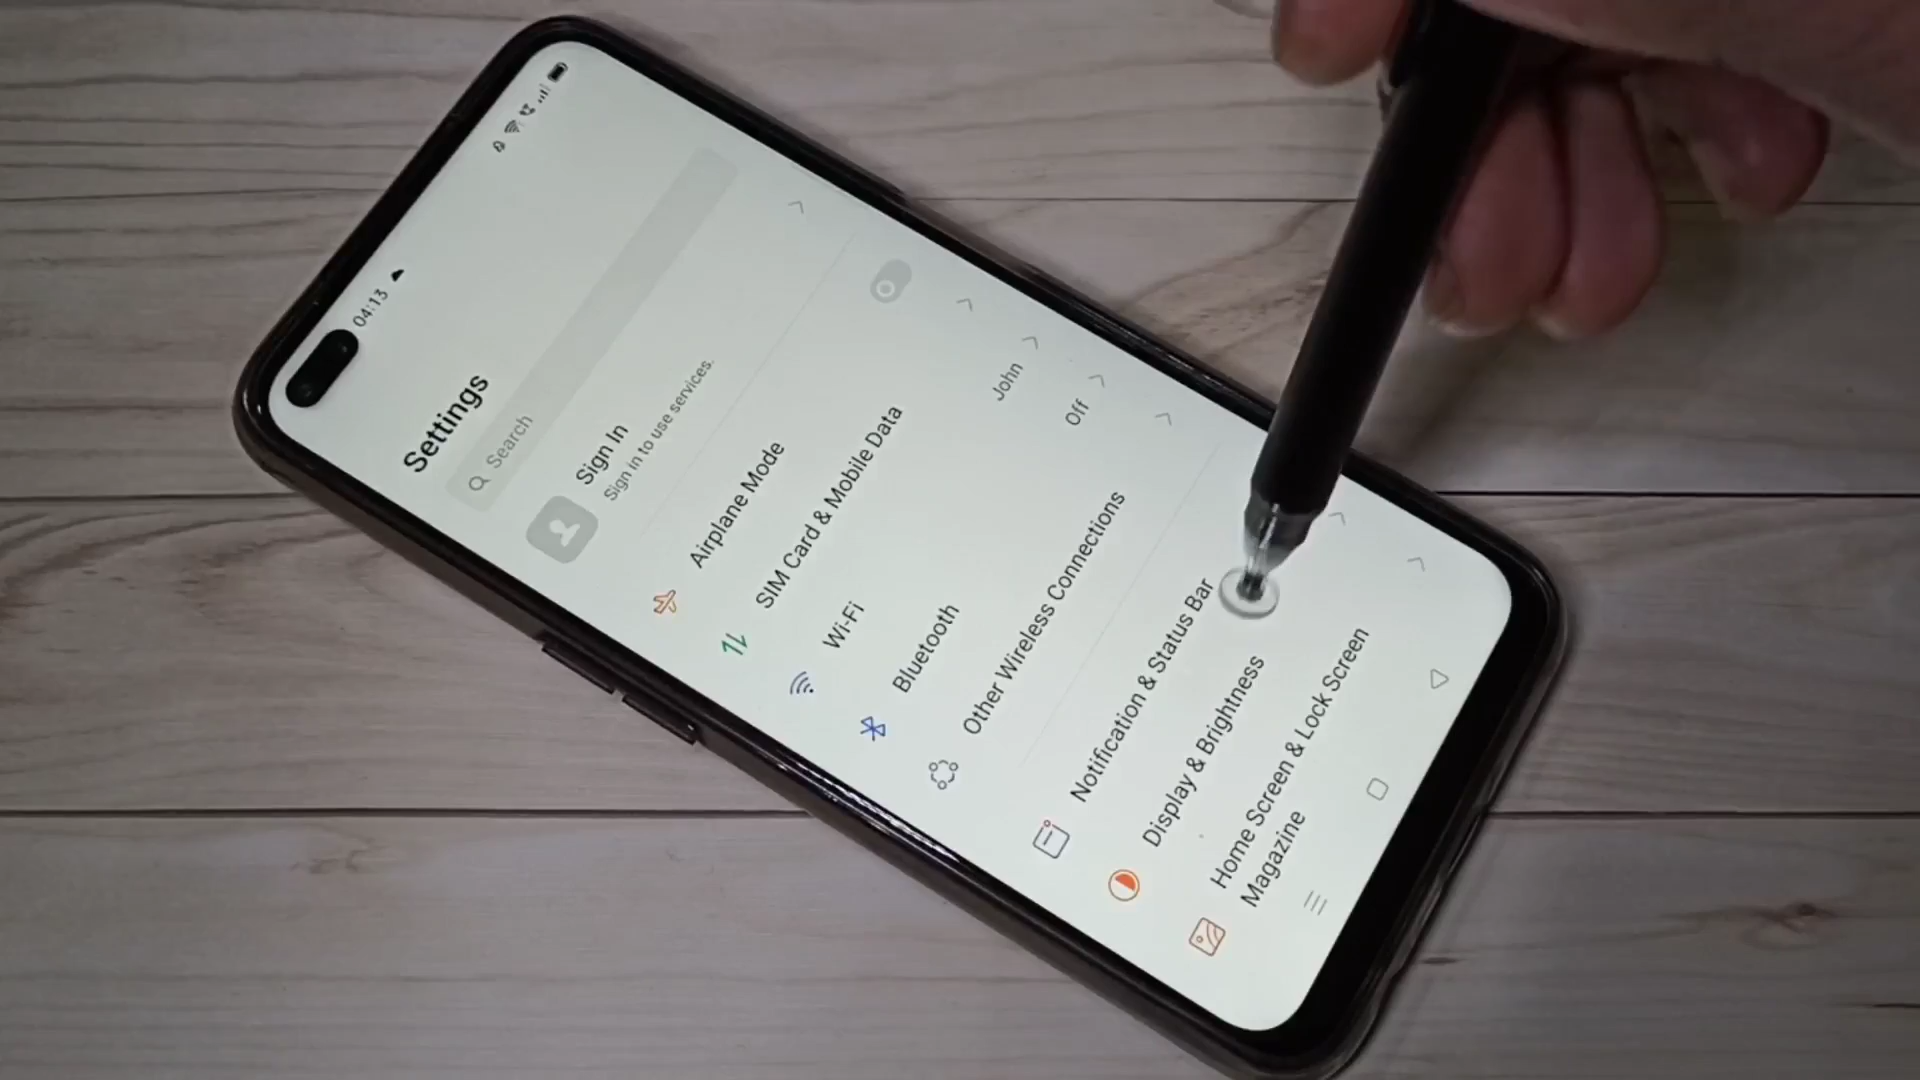 04:13
Settings
Search
Sign In
Sign in to use services.
Airplane Mode
SIM Card & Mobile Data
Wi-Fi
John
Bluetooth
Off
Other Wireless Connections
Notification & Status Bar
Display & Brightness
Home Screen & Lock Screen
Magazine